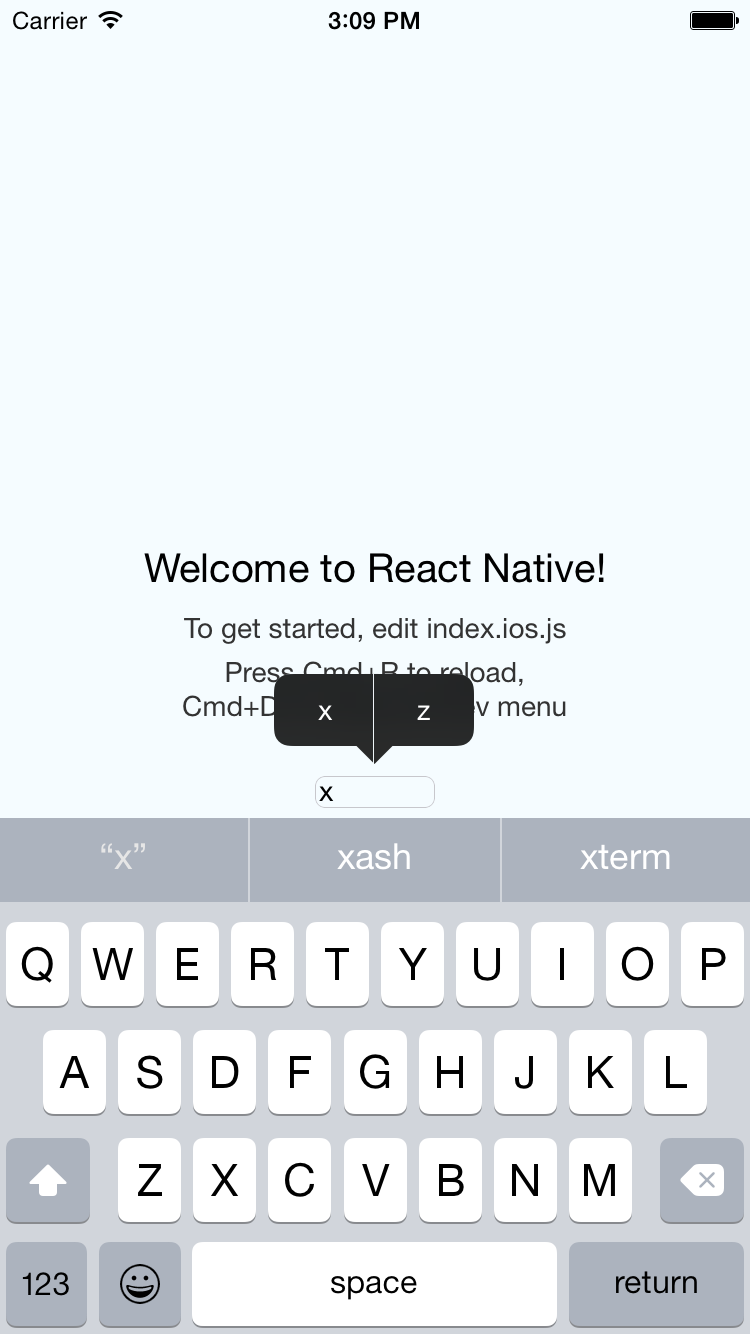 Carrier 3:09 PM
Welcome to React Native!
To get started, edit index.ios.js
Press Cmd+R to reload,
Cmd+D v menu
x z
x
“x” xash xterm
Q W E R T Y U I O P
A S D F G H J K L
Z X C V B N M
123 space return